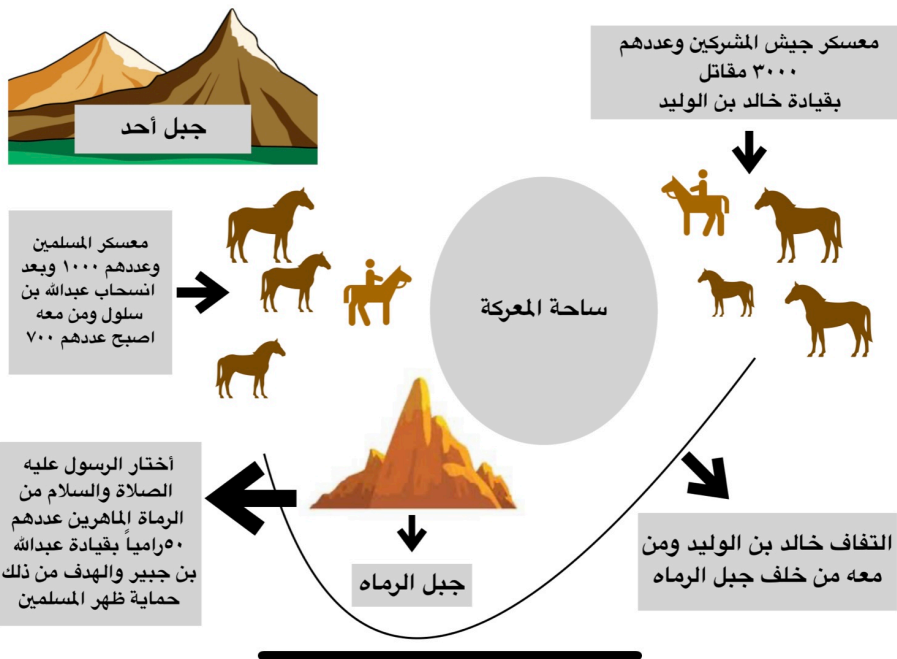 معسكر جيش المشركين وعددهم
٣٠٠٠ مقاتل
بقيادة خالد بن الوليد
جبل أحد
معسكر المسلمين
وعددهم ١٠٠٠ وبعد
انسحاب عبدالله بن
سلول ومن معه
اصبح عددهم ٧٠٠
ساحة المعركة
أختار الرسول عليه
الصلاة والسلام من
الرماة الماهرين عددهم
٥٠رامياً بقيادة عبدالله
بن جبير والهدف من ذلك
حماية ظهر المسلمين
جبل الرماه
التفاف خالد بن الوليد ومن
معه من خلف جبل الرماه